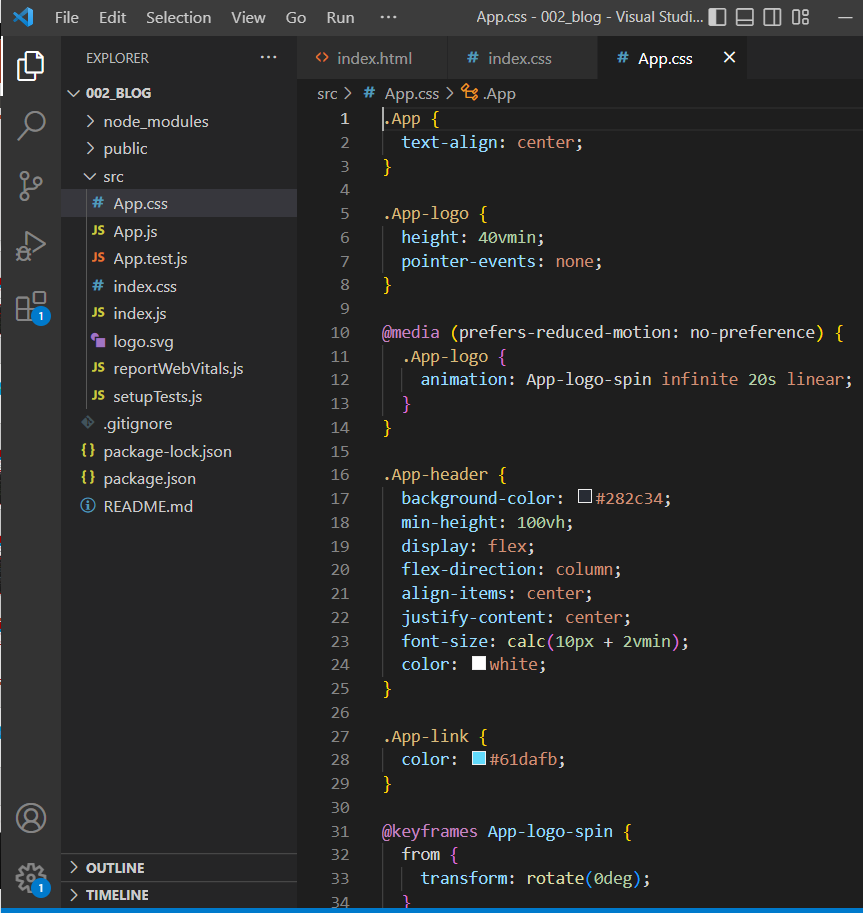 File Edit Selection View Go Run ··· App.css - 002_blog - Visual Studi...
EXPLORER ···
002_BLOG
node_modules
public
src
# App.css
JS App.js
JS App.test.js
# index.css
JS index.js
logo.svg
JS reportWebVitals.js
JS setupTests.js
.gitignore
{} package-lock.json
{} package.json
README.md
OUTLINE
TIMELINE
1
1
<> index.html # index.css # App.css ×
src > # App.css > .App
1 .App {
2 text-align: center;
3 }
4
5 .App-logo {
6 height: 40vmin;
7 pointer-events: none;
8 }
9
10 @media (prefers-reduced-motion: no-preference) {
11 .App-logo {
12 animation: App-logo-spin infinite 20s linear;
13 }
14 }
15
16 .App-header {
17 background-color: #282c34;
18 min-height: 100vh;
19 display: flex;
20 flex-direction: column;
21 align-items: center;
22 justify-content: center;
23 font-size: calc(10px + 2vmin);
24 color: white;
25 }
26
27 .App-link {
28 color: #61dafb;
29 }
30
31 @keyframes App-logo-spin {
32 from {
33 transform: rotate(0deg);
34 }